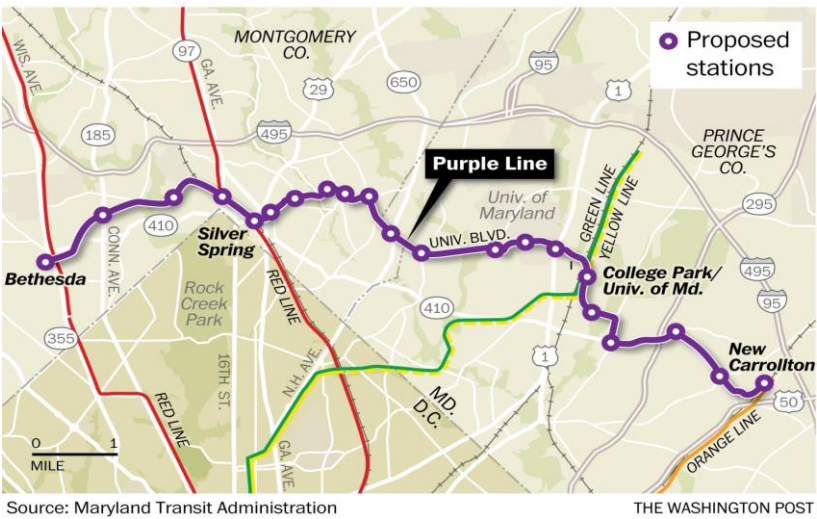 MONTGOMERY
CO.
Proposed
stations
WIS. AVE.
97
GA. AVE.
29
650
95
1
185
495
PRINCE
GEORGE'S
CO.
Purple Line
Univ. of
Maryland
GREEN LINE
YELLOW LINE
295
410
Silver
Spring
UNIV. BLVD.
Bethesda
CONN. AVE.
College Park/
Univ. of Md.
495
95
Rock
Creek
Park
RED LINE
410
355
16TH ST.
N.H. AVE.
1
New
Carrollton
50
RED LINE
MD.
D.C.
0 1
MILE
GA. AVE.
ORANGE LINE
Source: Maryland Transit Administration
THE WASHINGTON POST